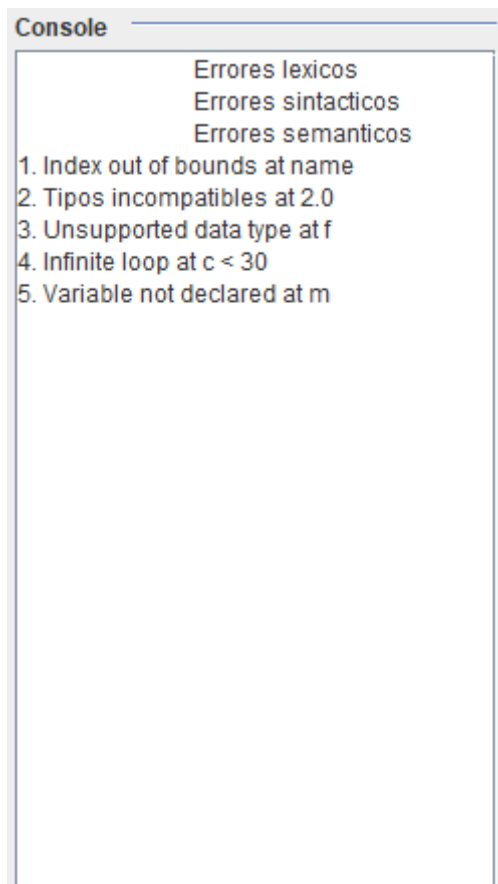 Console
Errores lexicos
Errores sintacticos
Errores semanticos
1. Index out of bounds at name
2. Tipos incompatibles at 2.0
3. Unsupported data type at f
4. Infinite loop at c < 30
5. Variable not declared at m